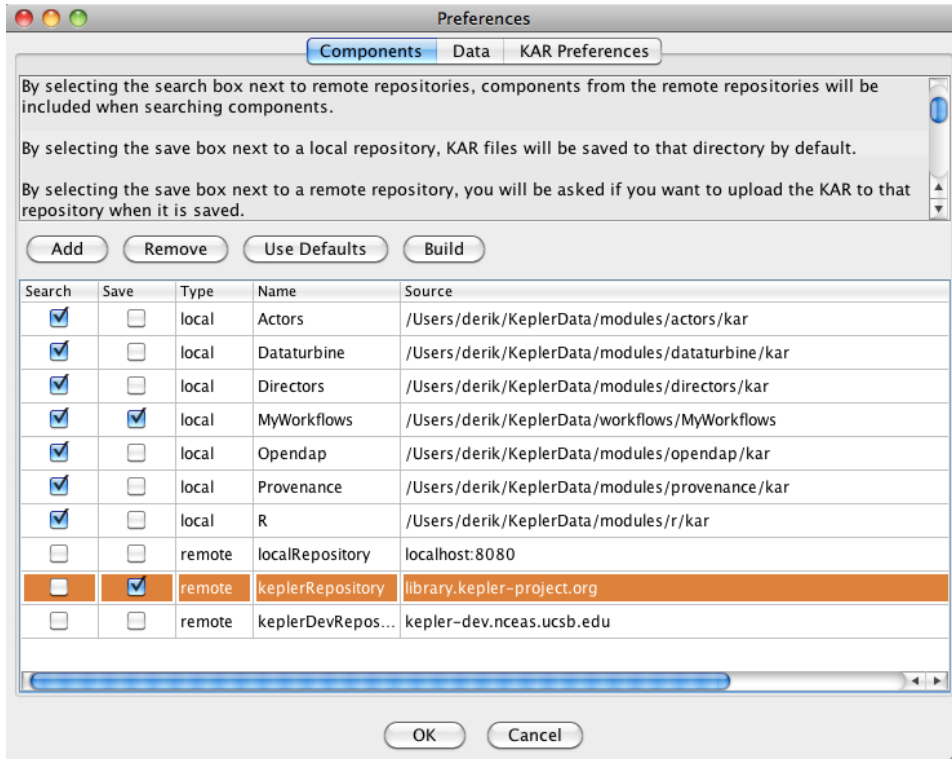 Preferences
Components Data KAR Preferences
By selecting the search box next to remote repositories, components from the remote repositories will be
included when searching components.
By selecting the save box next to a local repository, KAR files will be saved to that directory by default.
By selecting the save box next to a remote repository, you will be asked if you want to upload the KAR to that
repository when it is saved.
Add Remove Use Defaults Build
Search Save Type Name Source
local Actors /Users/derik/KeplerData/modules/actors/kar
local Dataturbine /Users/derik/KeplerData/modules/dataturbine/kar
local Directors /Users/derik/KeplerData/modules/directors/kar
local MyWorkflows /Users/derik/KeplerData/workflows/MyWorkflows
local Opendap /Users/derik/KeplerData/modules/opendap/kar
local Provenance /Users/derik/KeplerData/modules/provenance/kar
local R /Users/derik/KeplerData/modules/r/kar
remote localRepository localhost:8080
remote keplerRepository library.kepler-project.org
remote keplerDevRepos... kepler-dev.nceas.ucsb.edu
OK Cancel